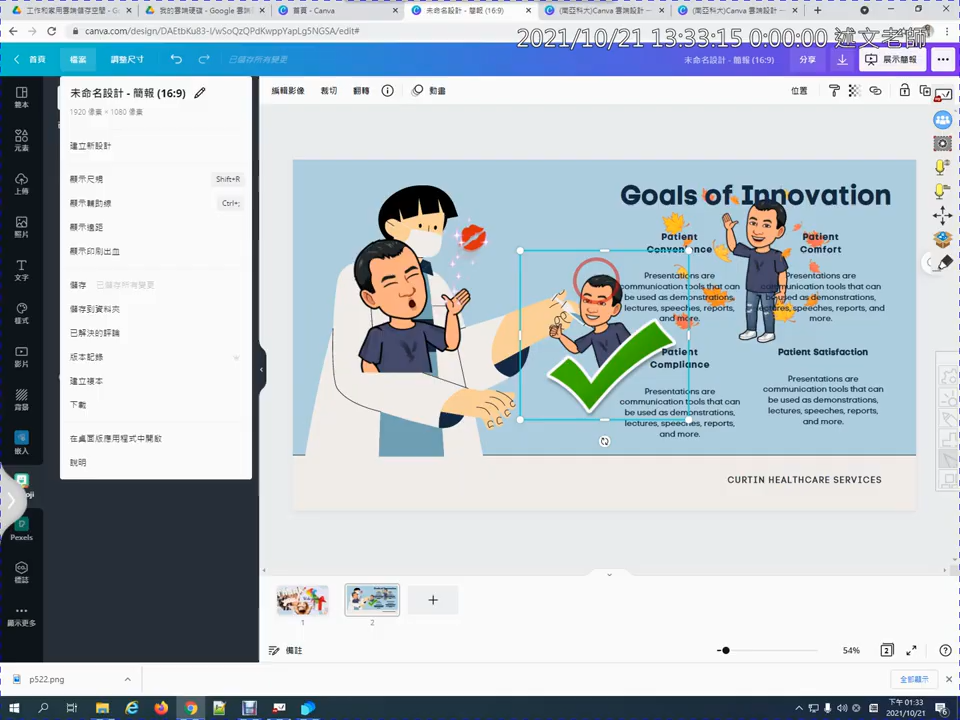 工作和家用雲端儲存空間 - G
我的雲端硬碟 - Google
首頁 - Canva
未命名設計 - 簡報 (16:9)
(南亞科大)Canva 雲端設計 -
(南亞科大)Canva 雲端設計 -
canva.com/design/DAEtbKu83-I/wSoQzQPdKwppYapLg5NGSA/edit#
2021/10/21 13:33:15 0:00:00 述文老師
首頁
檔案
調整尺寸
已儲存所有變更
未命名設計 - 簡報 (16:9)
分享
展示簡報
未命名設計 - 簡報 (16:9)
1920 像素 × 1080 像素
建立新設計
顯示尺規 Shift+R
顯示輔助線 Ctrl+;
顯示邊距
顯示印刷出血
儲存 已儲存所有變更
儲存到資料夾
已解決的評論
版本記錄
建立複本
下載
在桌面版應用程式中開啟
說明
範本
元素
上傳
照片
文字
樣式
影片
背景
嵌入
Pexels
標誌
顯示更多
編輯影像
裁切
翻轉
動畫
位置
Goals of Innovation
Patient
Convenience
Presentations are
communication tools that can
be used as demonstrations,
lectures, speeches, reports,
and more.
Patient
Comfort
Presentations are
communication tools that can
be used as demonstrations,
lectures, speeches, reports, and
more.
Patient
Compliance
Presentations are
communication tools that can
be used as demonstrations,
lectures, speeches, reports,
and more.
Patient Satisfaction
Presentations are
communication tools that can
be used as demonstrations,
lectures, speeches, reports,
and more.
CURTIN HEALTHCARE SERVICES
1
2
備註
54%
2
p522.png
全部顯示
下午 01:33
2021/10/21
6